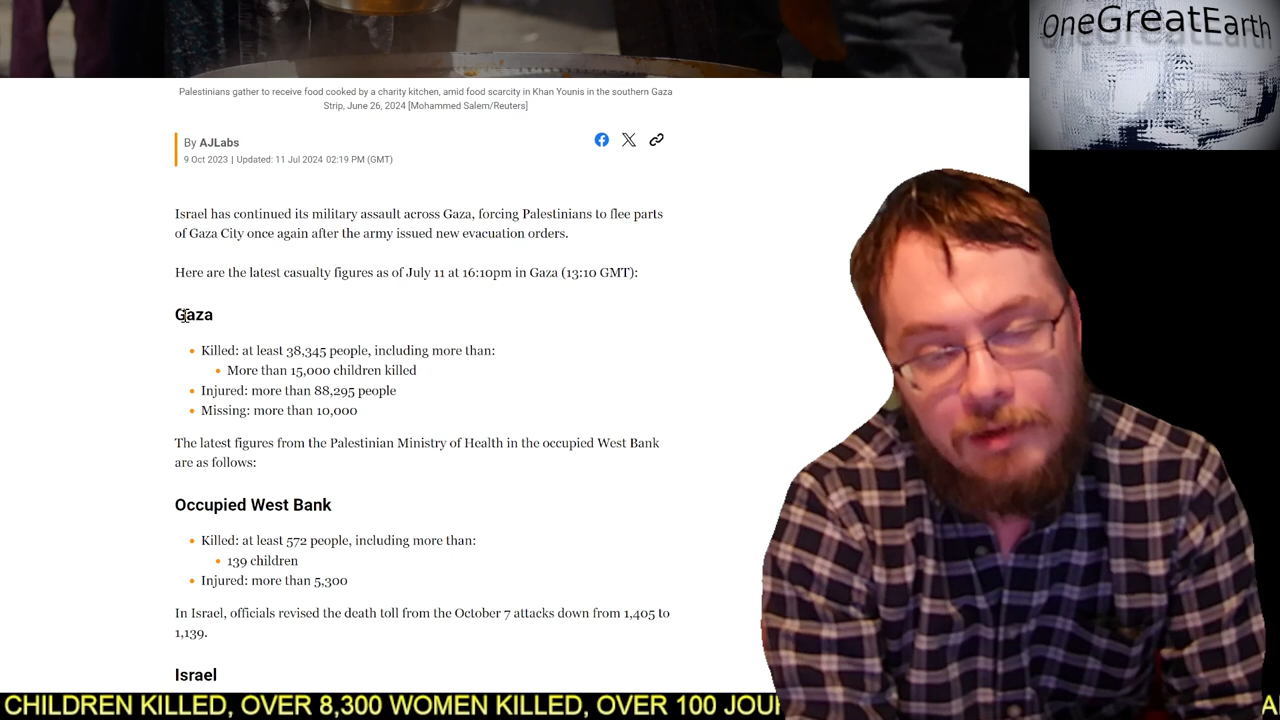 OneGreatEarth
Palestinians gather to receive food cooked by a charity kitchen, amid food scarcity in Khan Younis in the southern Gaza
Strip, June 26, 2024 [Mohammed Salem/Reuters]
By AJLabs
9 Oct 2023 | Updated: 11 Jul 2024 02:19 PM (GMT)
Israel has continued its military assault across Gaza, forcing Palestinians to flee parts
of Gaza City once again after the army issued new evacuation orders.
Here are the latest casualty figures as of July 11 at 16:10pm in Gaza (13:10 GMT):
Gaza
Killed: at least 38,345 people, including more than:
More than 15,000 children killed
Injured: more than 88,295 people
Missing: more than 10,000
The latest figures from the Palestinian Ministry of Health in the occupied West Bank
are as follows:
Occupied West Bank
Killed: at least 572 people, including more than:
139 children
Injured: more than 5,300
In Israel, officials revised the death toll from the October 7 attacks down from 1,405 to
1,139.
Israel
CHILDREN KILLED, OVER 8,300 WOMEN KILLED, OVER 100 JOU A